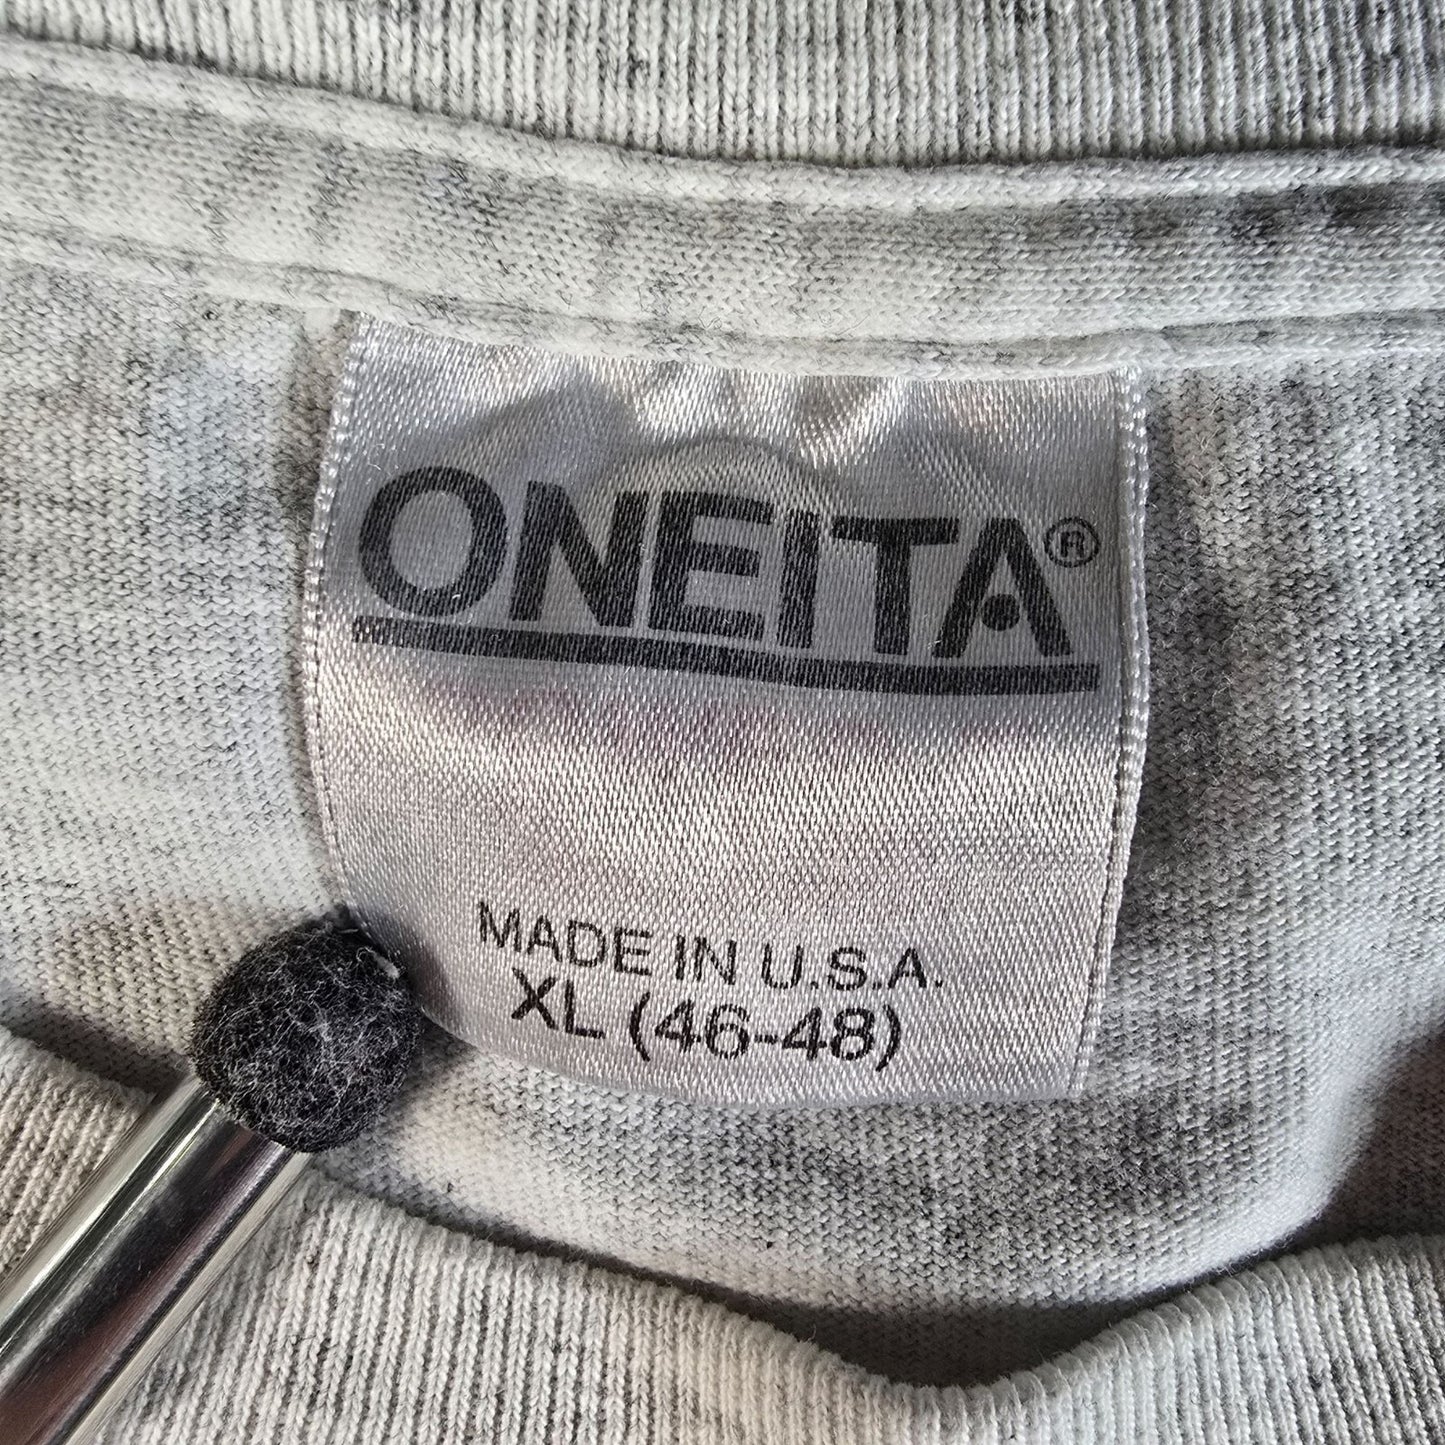 ONEITA®
MADE IN U.S.A.
XL (46-48)